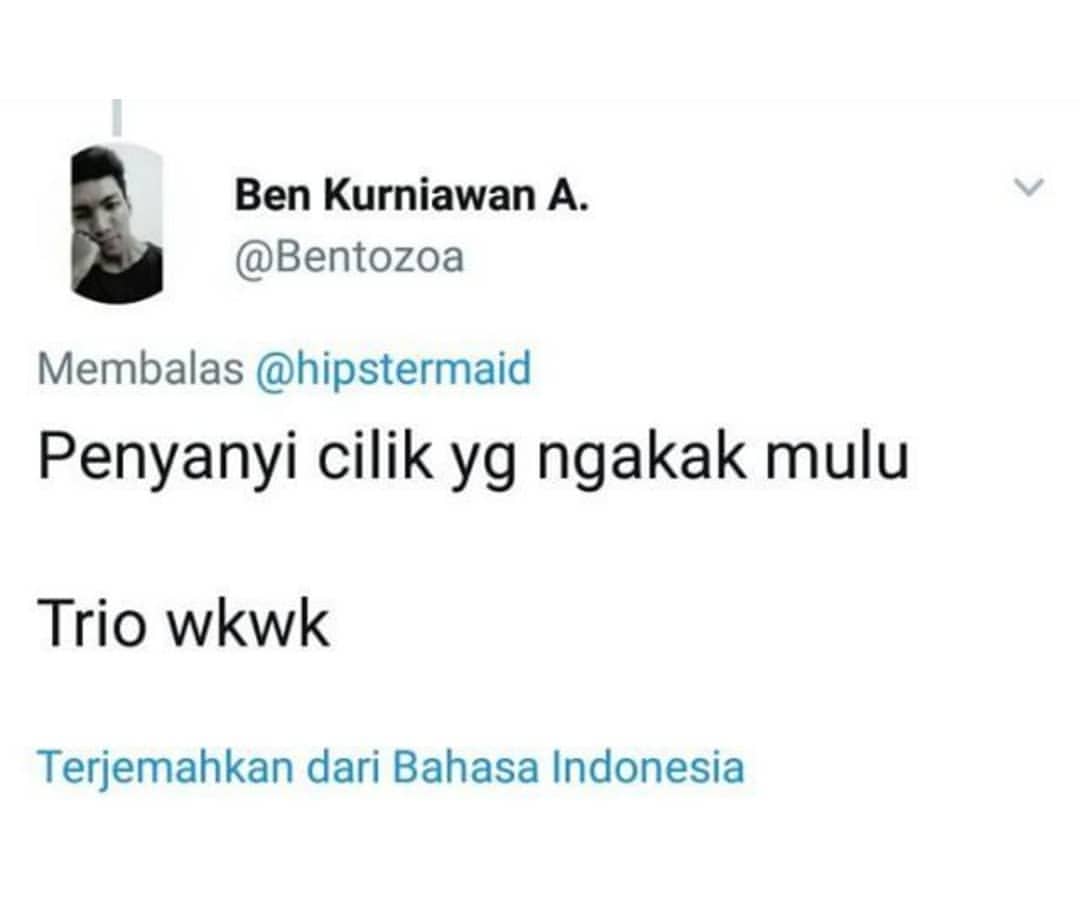 Ben Kurniawan A.
@Bentozoa
Membalas @hipstermaid
Penyanyi cilik yg ngakak mulu
Trio wkwk
Terjemahkan dari Bahasa Indonesia